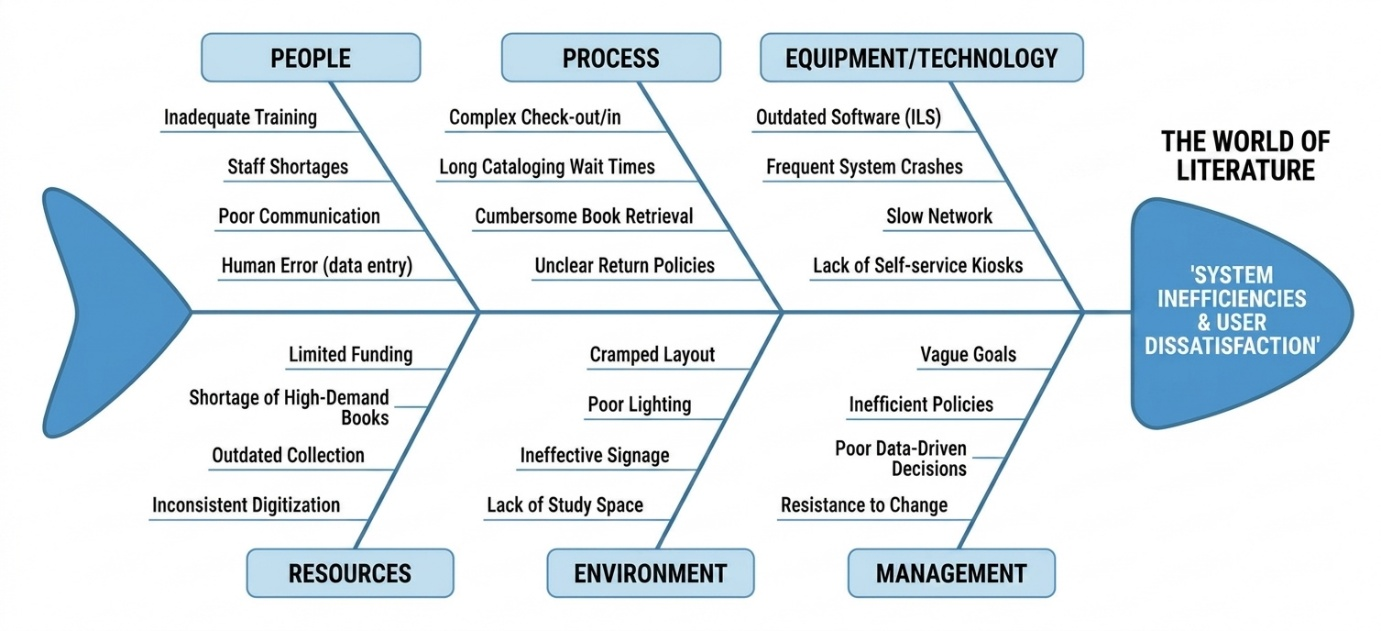 PEOPLE
Inadequate Training
Staff Shortages
Poor Communication
Human Error (data entry)
PROCESS
Complex Check-out/in
Long Cataloging Wait Times
Cumbersome Book Retrieval
Unclear Return Policies
EQUIPMENT/TECHNOLOGY
Outdated Software (ILS)
Frequent System Crashes
Slow Network
Lack of Self-service Kiosks
THE WORLD OF
LITERATURE
'SYSTEM
INEFFICIENCIES
& USER
DISSATISFACTION'
Limited Funding
Shortage of High-Demand
Books
Outdated Collection
Inconsistent Digitization
RESOURCES
Cramped Layout
Poor Lighting
Ineffective Signage
Lack of Study Space
ENVIRONMENT
Vague Goals
Inefficient Policies
Poor Data-Driven
Decisions
Resistance to Change
MANAGEMENT